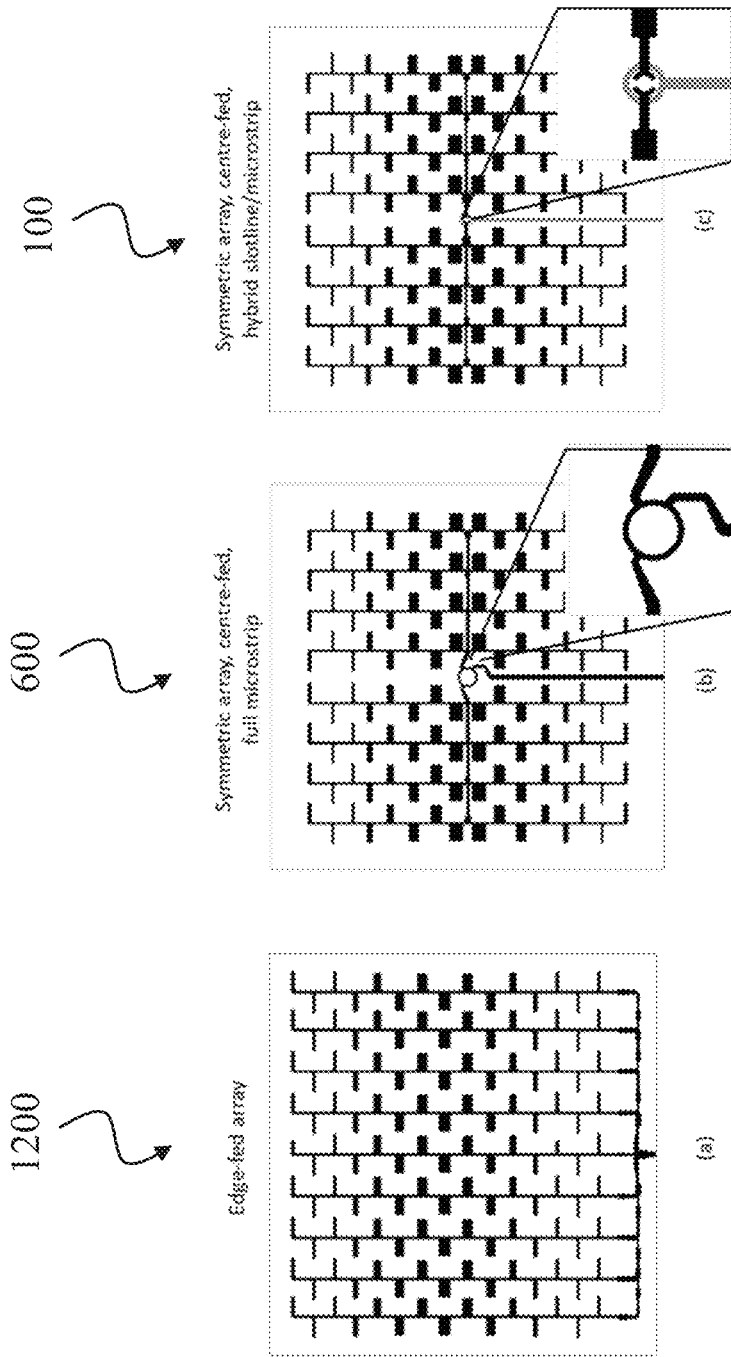 1200
Edge-fed array
(a)
600
Symmetric array, centre-fed,
full microstrip
(b)
100
Symmetric array, centre-fed,
hybrid slotline/microstrip
(c)